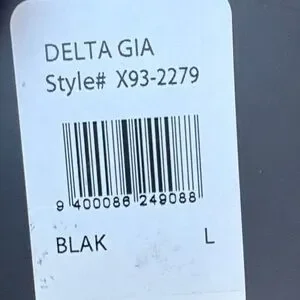 DELTA GIA
Style# X93-2279
9 400086 249088
BLAK L